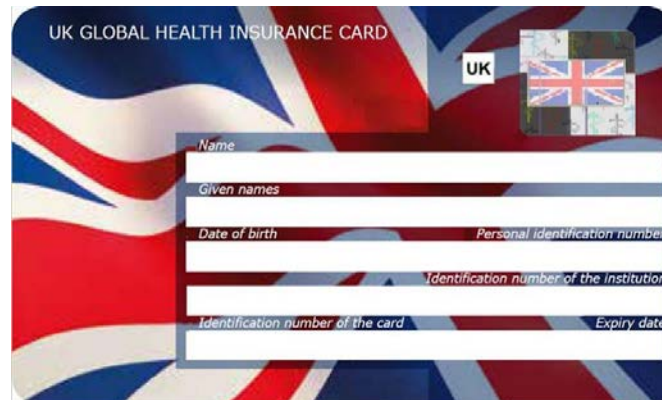 UK GLOBAL HEALTH INSURANCE CARD
UK
Name
Given names
Date of birth Personal identification number
Identification number of the institution
Identification number of the card Expiry date